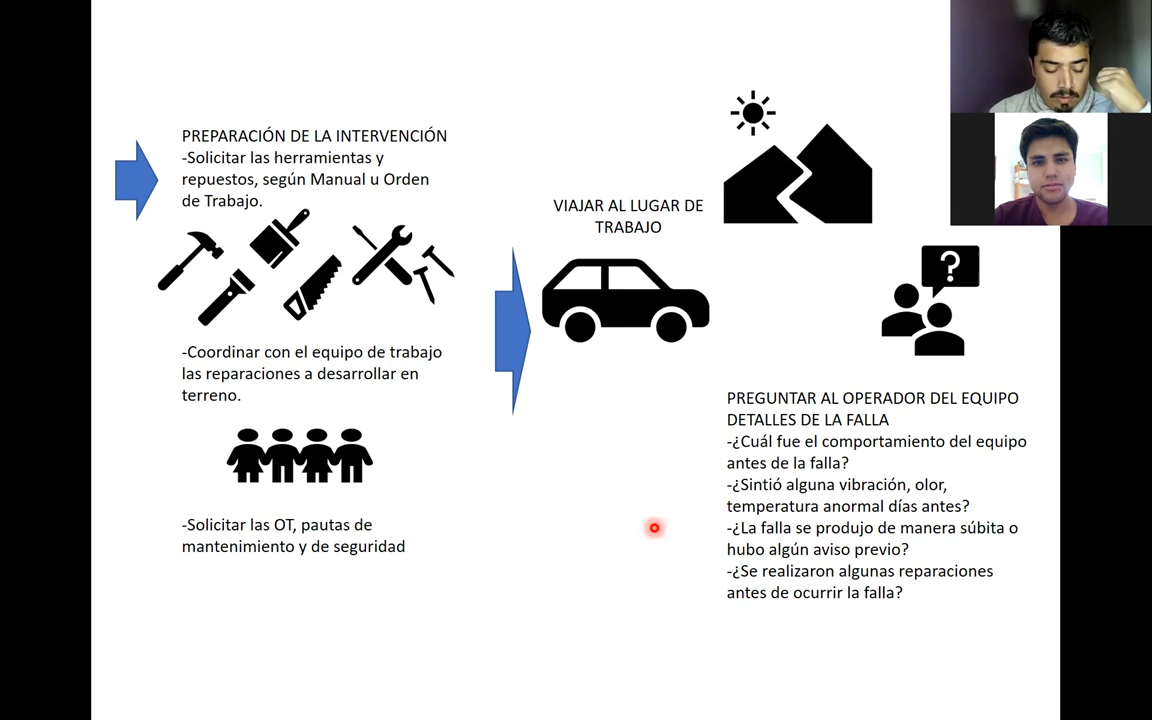 PREPARACIÓN DE LA INTERVENCIÓN
-Solicitar las herramientas y
repuestos, según Manual u Orden
de Trabajo.
-Coordinar con el equipo de trabajo
las reparaciones a desarrollar en
terreno.
-Solicitar las OT, pautas de
mantenimiento y de seguridad
VIAJAR AL LUGAR DE
TRABAJO
?
PREGUNTAR AL OPERADOR DEL EQUIPO
DETALLES DE LA FALLA
-¿Cuál fue el comportamiento del equipo
antes de la falla?
-¿Sintió alguna vibración, olor,
temperatura anormal días antes?
-¿La falla se produjo de manera súbita o
hubo algún aviso previo?
-¿Se realizaron algunas reparaciones
antes de ocurrir la falla?